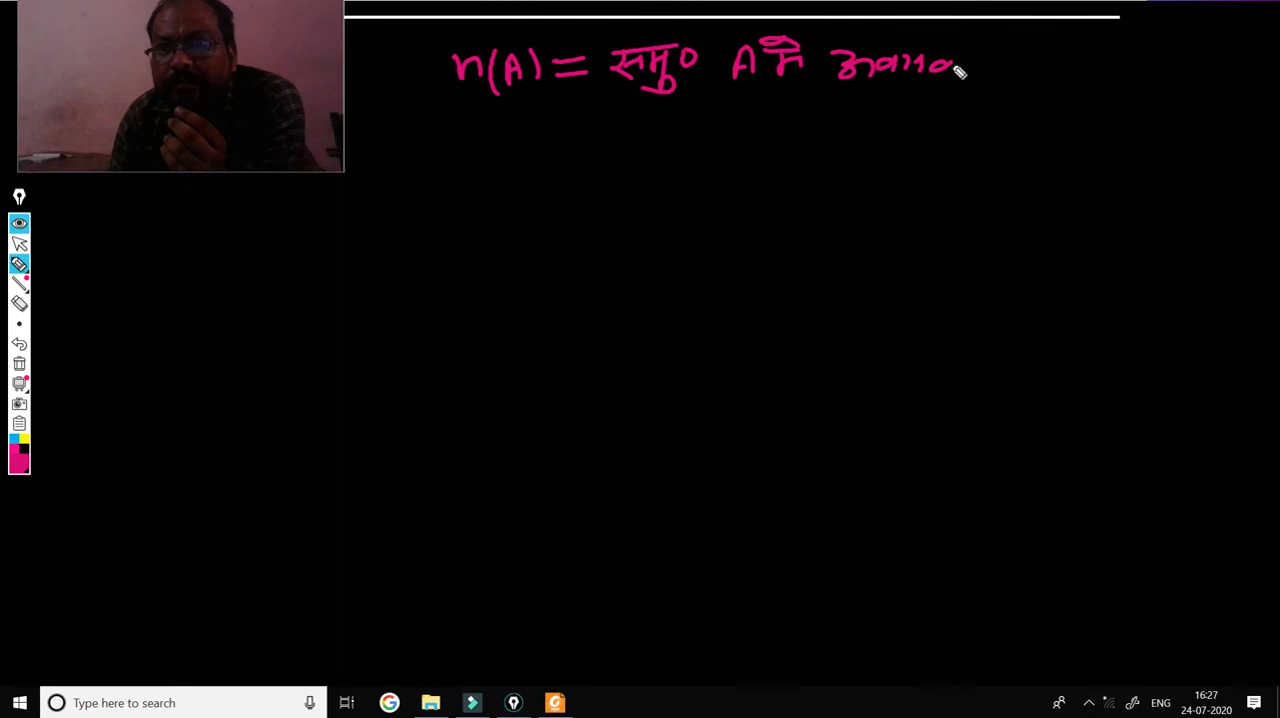 n(A) = समु० A में अवयव
Type here to search
ENG
16:27
24-07-2020